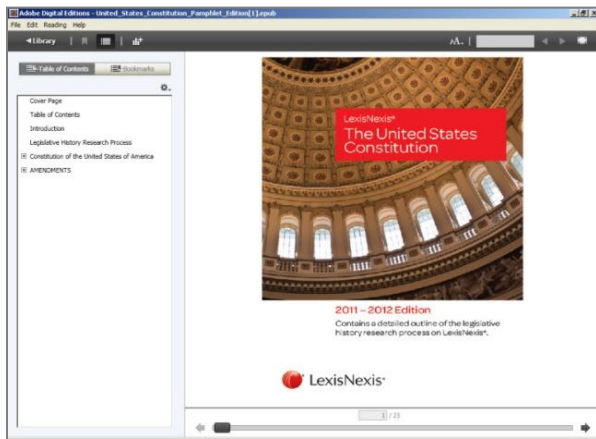 Adobe Digital Editions - United_States_Constitution_Pamphlet_Edition[1].epub
File Edit Reading Help
Library
Table of Contents
Bookmarks
Cover Page
Table of Contents
Introduction
Legislative History Research Process
Constitution of the United States of America
AMENDMENTS
LexisNexis®
The United States
Constitution
2011 – 2012 Edition
Contains a detailed outline of the legislative
history research process on LexisNexis®.
LexisNexis®
1 / 25